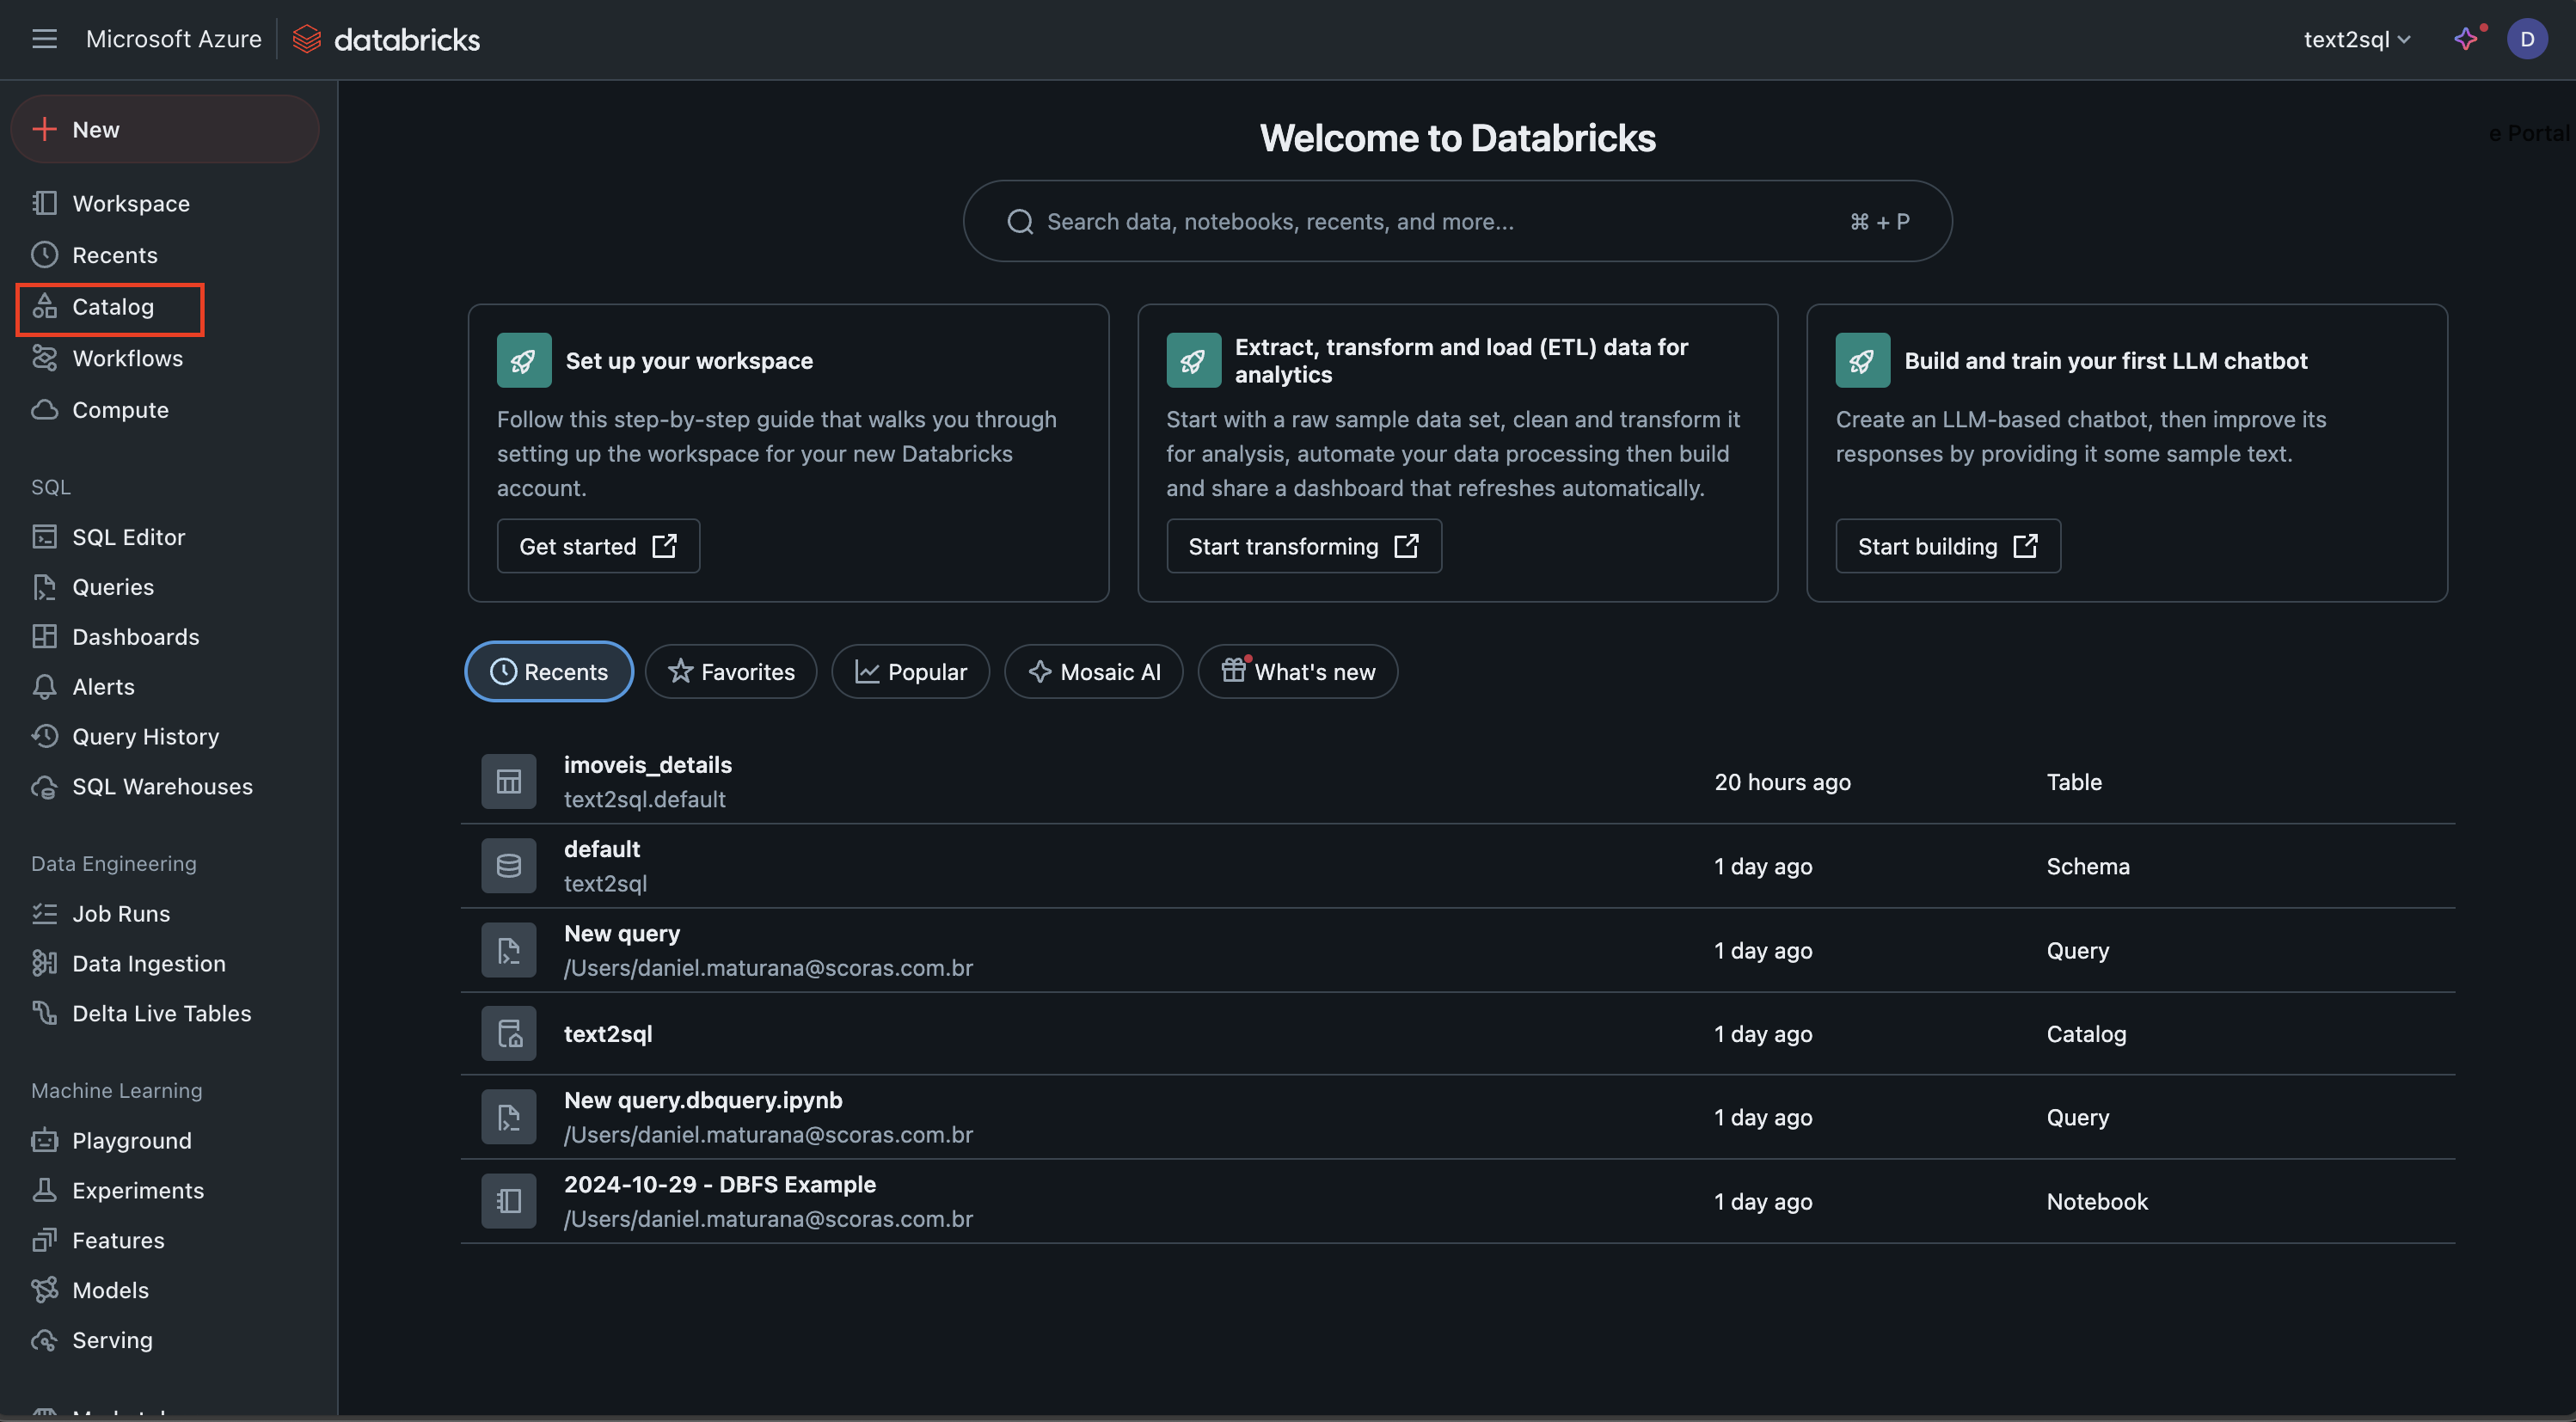 Microsoft Azure databricks
text2sql
D
New
Workspace
Recents
Catalog
Workflows
Compute
SQL
SQL Editor
Queries
Dashboards
Alerts
Query History
SQL Warehouses
Data Engineering
Job Runs
Data Ingestion
Delta Live Tables
Machine Learning
Playground
Experiments
Features
Models
Serving
Welcome to Databricks
e Portal
Search data, notebooks, recents, and more... ⌘ + P
Set up your workspace
Follow this step-by-step guide that walks you through
setting up the workspace for your new Databricks
account.
Get started
Extract, transform and load (ETL) data for
analytics
Start with a raw sample data set, clean and transform it
for analysis, automate your data processing then build
and share a dashboard that refreshes automatically.
Start transforming
Build and train your first LLM chatbot
Create an LLM-based chatbot, then improve its
responses by providing it some sample text.
Start building
Recents Favorites Popular Mosaic AI What's new
imoveis_details
text2sql.default
20 hours ago Table
default
text2sql
1 day ago Schema
New query
/Users/daniel.maturana@scoras.com.br
1 day ago Query
text2sql 1 day ago Catalog
New query.dbquery.ipynb
/Users/daniel.maturana@scoras.com.br
1 day ago Query
2024-10-29 - DBFS Example
/Users/daniel.maturana@scoras.com.br
1 day ago Notebook